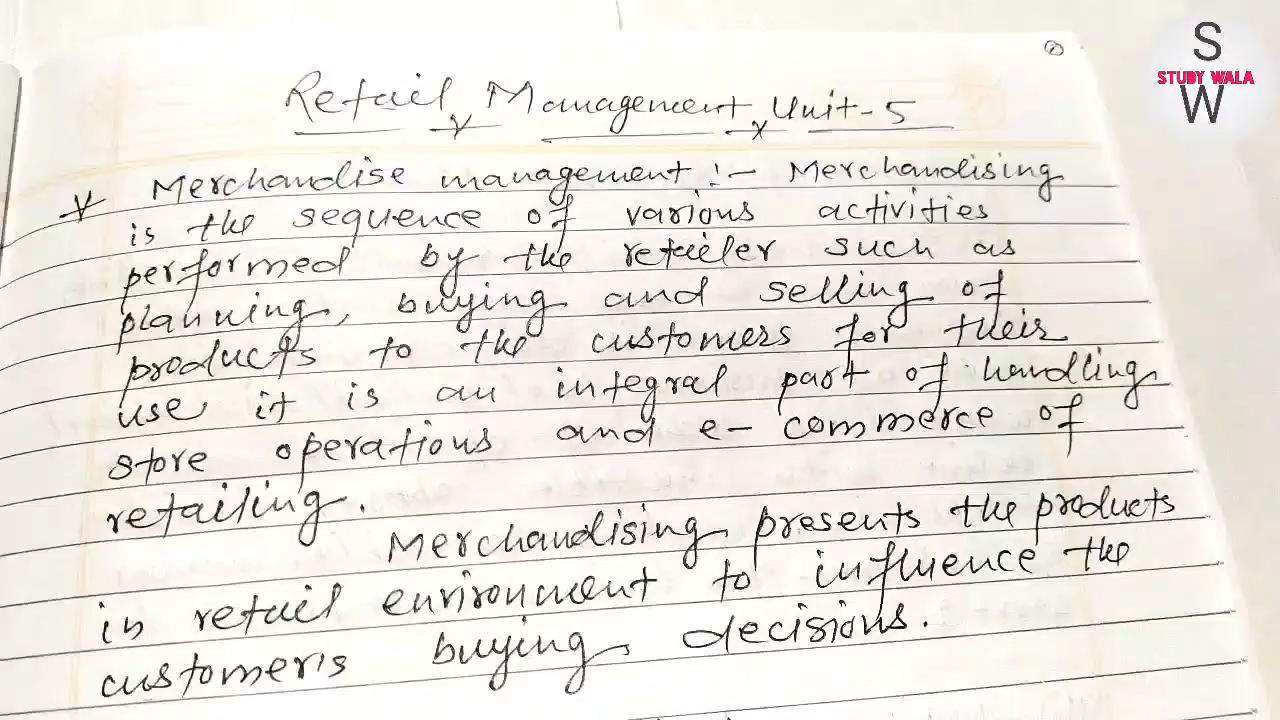 S
STUDY WALA
W
Retail Management Unit-5
Merchandise management :- Merchandising
is the sequence of various activities
performed by the retailer such as
planning, buying and selling of
products to the customers for their
use, it is an integral part of handling
store operations and e-commerce of
retailing.
Merchandising presents the products
in retail environment to influence the
customer's buying decisions.